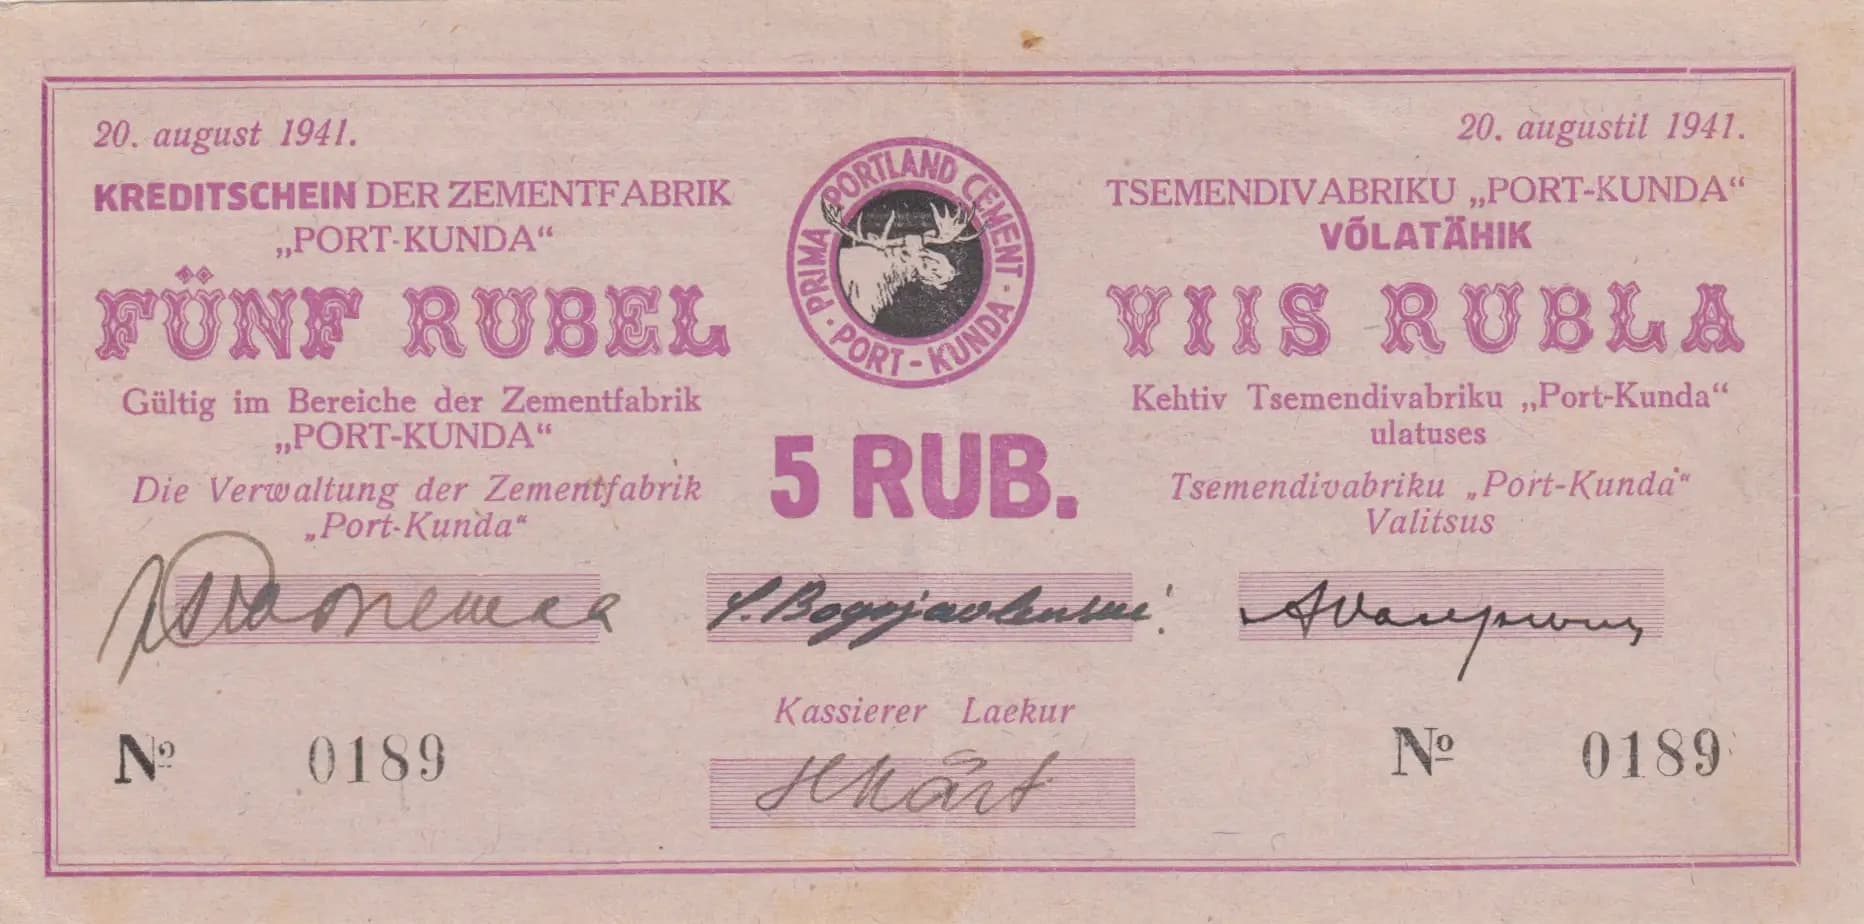 20. august 1941.
KREDITSCHEIN DER ZEMENTFABRIK
„PORT-KUNDA“
FÜNF RUBEL
Gültig im Bereiche der Zementfabrik
„PORT-KUNDA“
Die Verwaltung der Zementfabrik
„Port-Kunda“
PRIMA PORTLAND CEMENT · PORT-KUNDA ·
5 RUB.
20. augustil 1941.
TSEMENDIVABRIKU „PORT-KUNDA“
VÕLATÄHIK
VIIS RUBLA
Kehtiv Tsemendivabriku „Port-Kunda“
ulatuses
Tsemendivabriku „Port-Kunda“
Valitsus
Kassierer Laekur
HKärt
№ 0189
№ 0189